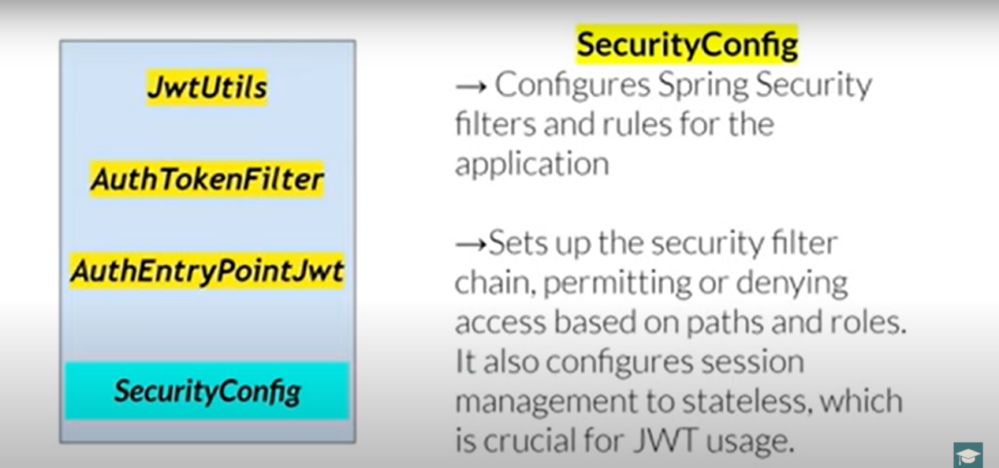 JwtUtils
AuthTokenFilter
AuthEntryPointJwt
SecurityConfig
SecurityConfig
→ Configures Spring Security
filters and rules for the
application
→Sets up the security filter
chain, permitting or denying
access based on paths and roles.
It also configures session
management to stateless, which
is crucial for JWT usage.